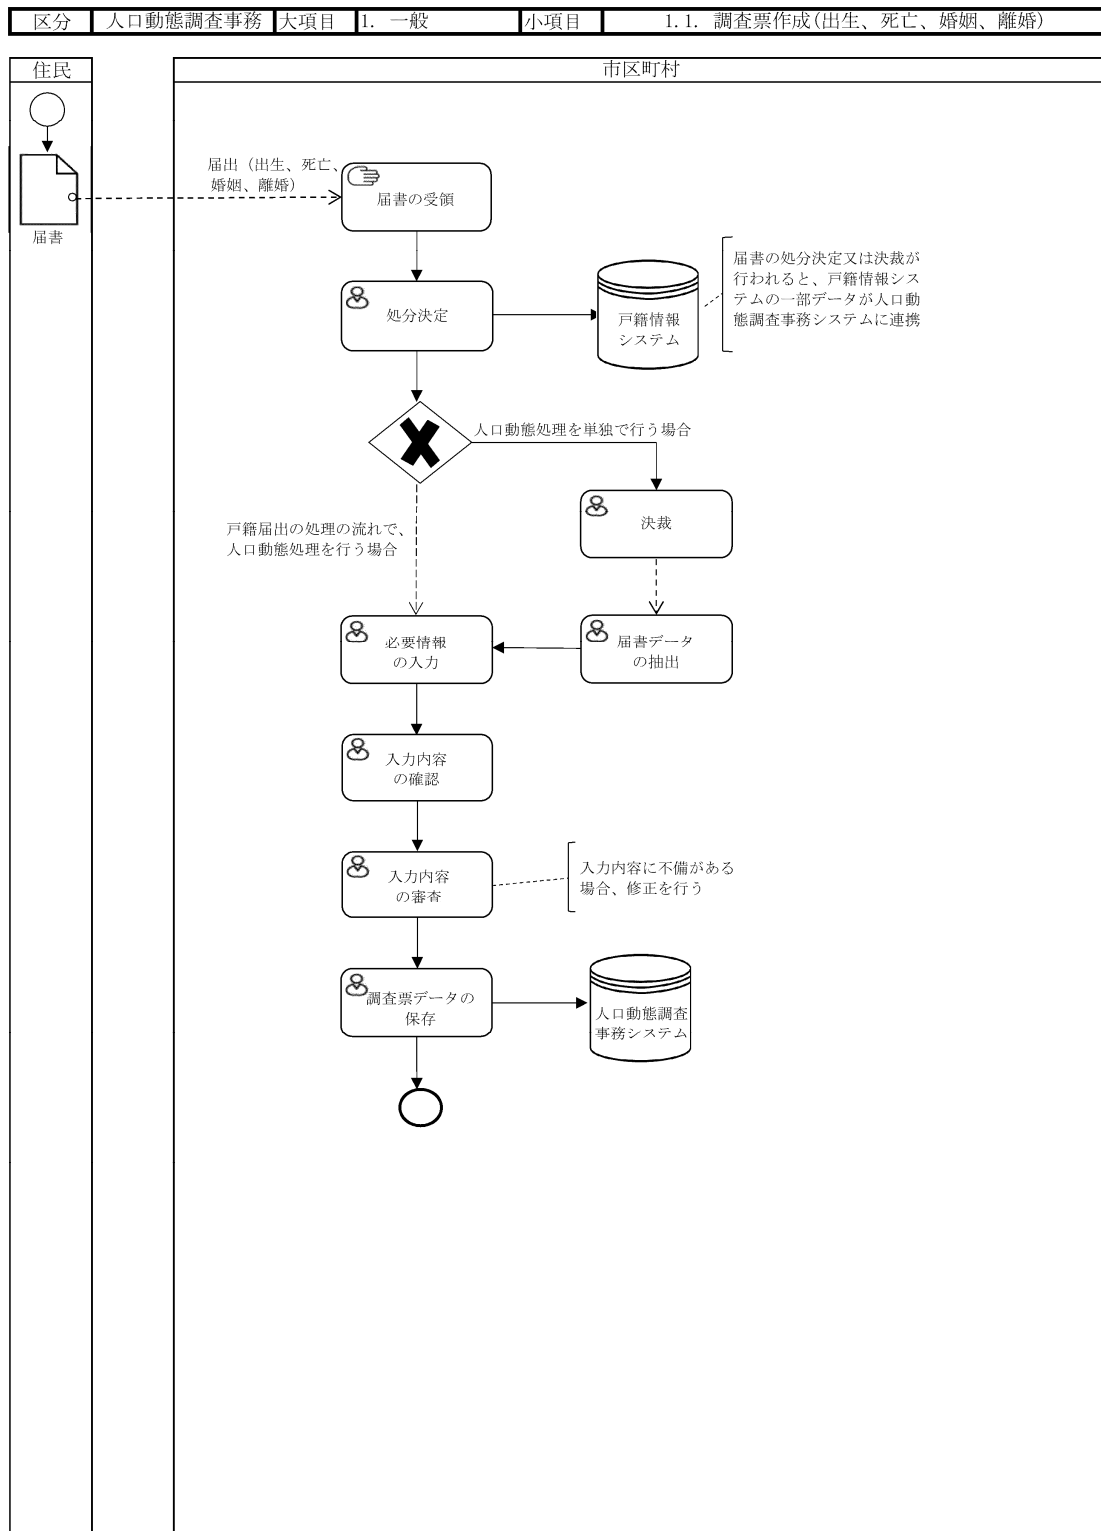 区分 人口動態調査事務 大項目 1. 一般 小項目 1.1. 調査票作成(出生、死亡、婚姻、離婚)
住民
市区町村
届出（出生、死亡、
婚姻、離婚）
届書
届書の受領
処分決定
戸籍情報
システム
届書の処分決定又は決裁が
行われると、戸籍情報シス
テムの一部データが人口動
態調査事務システムに連携
人口動態処理を単独で行う場合
決裁
戸籍届出の処理の流れで、
人口動態処理を行う場合
届書データ
の抽出
必要情報
の入力
入力内容
の確認
入力内容
の審査
入力内容に不備がある
場合、修正を行う
調査票データの
保存
人口動態調査
事務システム